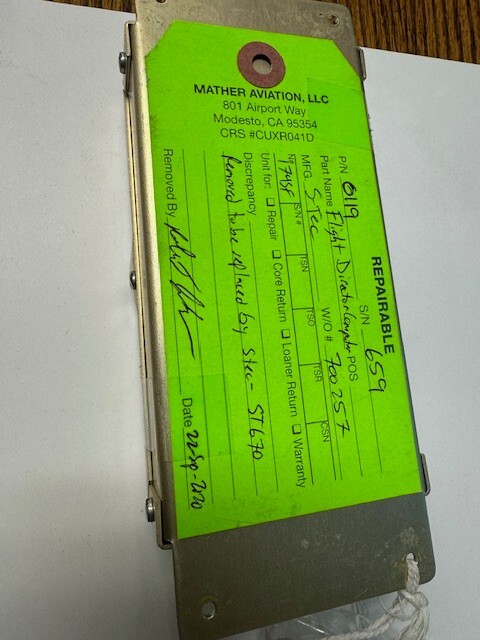 MATHER AVIATION, LLC
801 Airport Way
Modesto, CA 95354
CRS #CUXR041D
REPAIRABLE
P/N 0119 S/N 659
Part Name Flight Director Computer POS
MFG. S-Tec W/O # 700257
S/N # TSN TSO TSR CSN
Unit for: ❑ Repair ❑ Core Return ❑ Loaner Return ❑ Warranty
Discrepancy
Removed to be replaced by Stec- ST670
Removed By Date 22-Sep-2020